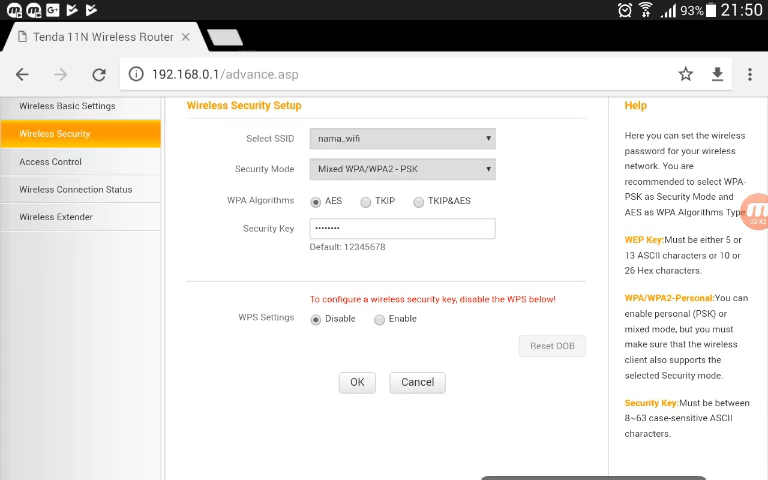 93% 21:50
Tenda 11N Wireless Router
192.168.0.1/advance.asp
Wireless Basic Settings
Wireless Security
Access Control
Wireless Connection Status
Wireless Extender
Wireless Security Setup
Select SSID nama_wifi
Security Mode Mixed WPA/WPA2 - PSK
WPA Algorithms AES TKIP TKIP&AES
Security Key ••••••••
Default: 12345678
To configure a wireless security key, disable the WPS below!
WPS Settings Disable Enable
Reset OOB
OK Cancel
Help
Here you can set the wireless
password for your wireless
network. You are
recommended to select WPA-
PSK as Security Mode and
AES as WPA Algorithms Type.
02:42
WEP Key:Must be either 5 or
13 ASCII characters or 10 or
26 Hex characters.
WPA/WPA2-Personal:You can
enable personal (PSK) or
mixed mode, but you must
make sure that the wireless
client also supports the
selected Security mode.
Security Key:Must be between
8~63 case-sensitive ASCII
characters.